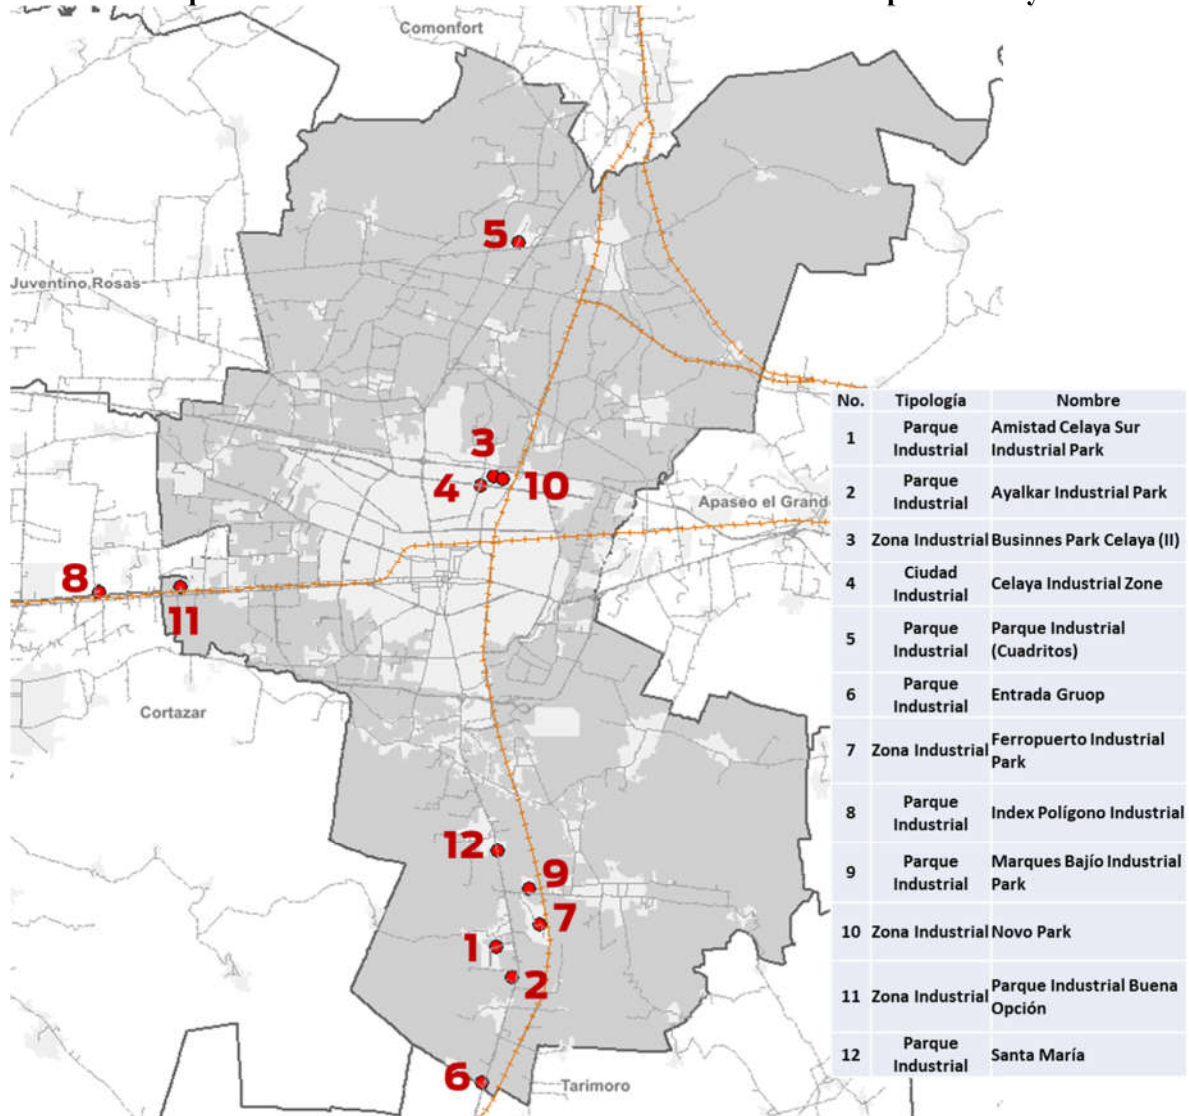 Comonfort
5
Juventino Rosas
3
4
10
Apaseo el Grand
8
11
Cortazar
12
9
7
1
2
6
Tarimoro
No. Tipología Nombre
1 Parque Industrial Amistad Celaya Sur Industrial Park
2 Parque Industrial Ayalkar Industrial Park
3 Zona Industrial Businnes Park Celaya (II)
4 Ciudad Industrial Celaya Industrial Zone
5 Parque Industrial Parque Industrial (Cuadritos)
6 Parque Industrial Entrada Gruop
7 Zona Industrial Ferropuerto Industrial Park
8 Parque Industrial Index Polígono Industrial
9 Parque Industrial Marques Bajío Industrial Park
10 Zona Industrial Novo Park
11 Zona Industrial Parque Industrial Buena Opción
12 Parque Industrial Santa María